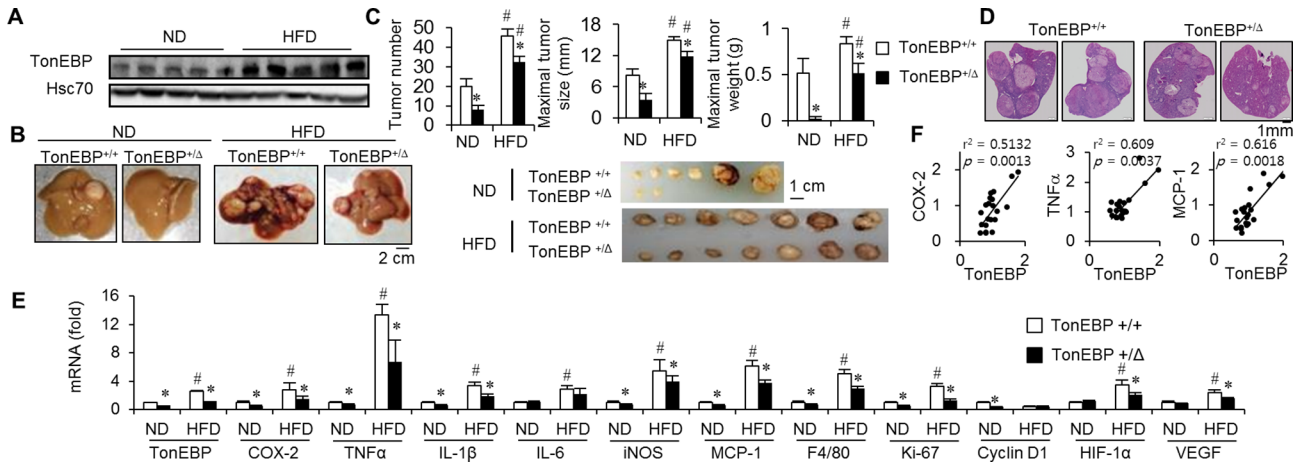 A
ND HFD
TonEBP
Hsc70
B
ND HFD
TonEBP+/+ TonEBP+/Δ TonEBP+/+ TonEBP+/Δ
2 cm
C
Tumor number
50
40
30
20
10
0
# # * *
ND HFD
Maximal tumor size (mm)
18
12
6
0
# # * *
ND HFD
Maximal tumor weight (g)
1
0.5
0
# # * *
ND HFD
TonEBP+/+
TonEBP+/Δ
ND TonEBP +/+
TonEBP +/Δ
1 cm
HFD TonEBP +/+
TonEBP +/Δ
D
TonEBP+/+ TonEBP+/Δ
1mm
F
r² = 0.5132
p = 0.0013
COX-2
2
1
0
0 2
TonEBP
r² = 0.609
p = 0.0037
TNFα
3
2
1
0
0 2
TonEBP
r² = 0.616
p = 0.0018
MCP-1
2
1
0
0 2
TonEBP
E
mRNA (fold)
16
12
8
4
0
TonEBP +/+
TonEBP +/Δ
* # * # * * # * * # * # * # * * # * * # * * # * * # * * # * #
ND HFD ND HFD ND HFD ND HFD ND HFD ND HFD ND HFD ND HFD ND HFD ND HFD ND HFD ND HFD
TonEBP COX-2 TNFα IL-1β IL-6 iNOS MCP-1 F4/80 Ki-67 Cyclin D1 HIF-1α VEGF